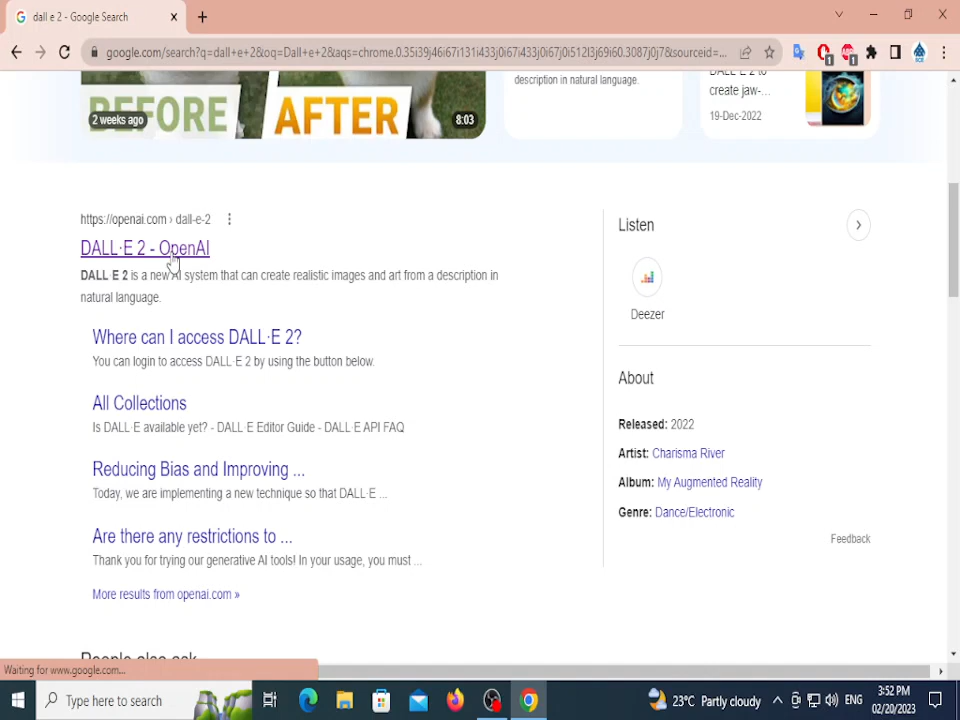 dall e 2 - Google Search
google.com/search?q=dall+e+2&oq=Dall+e+2&aqs=chrome.0.35i39j46i67i131i433j0i67i433j0i67j0i512l3j69i60.3087j0j7&sourceid=...
BEFORE AFTER
2 weeks ago
8:03
description in natural language.
DALL·E 2 to
create jaw-...
19-Dec-2022
https://openai.com › dall-e-2
DALL·E 2 - OpenAI
DALL·E 2 is a new AI system that can create realistic images and art from a description in
natural language.
Where can I access DALL·E 2?
You can login to access DALL·E 2 by using the button below.
All Collections
Is DALL·E available yet? - DALL·E Editor Guide - DALL·E API FAQ
Reducing Bias and Improving ...
Today, we are implementing a new technique so that DALL·E ...
Are there any restrictions to ...
Thank you for trying our generative AI tools! In your usage, you must ...
More results from openai.com »
People also ask
Listen
Deezer
About
Released: 2022
Artist: Charisma River
Album: My Augmented Reality
Genre: Dance/Electronic
Feedback
Waiting for www.google.com...
Type here to search
23°C Partly cloudy
ENG
3:52 PM
02/20/2023